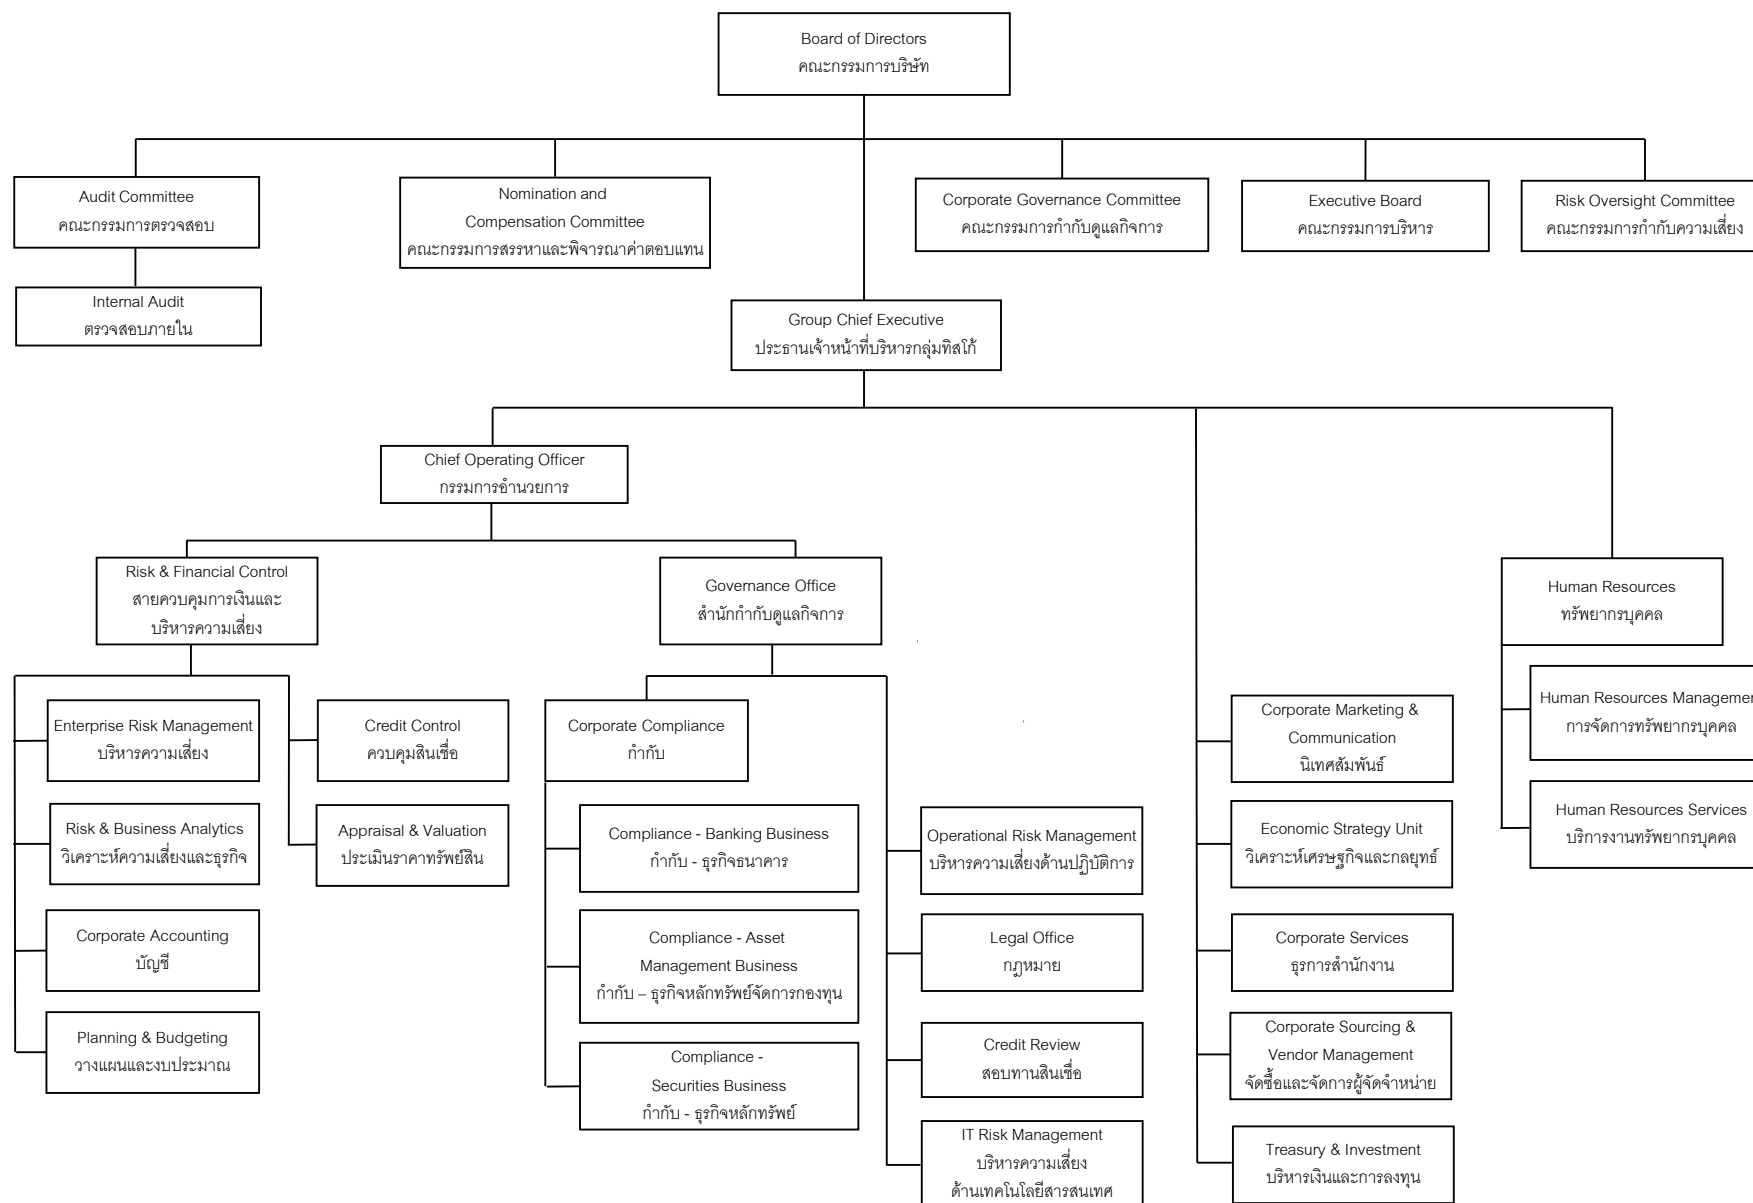 Board of Directors
คณะกรรมการบริษัท
Audit Committee
คณะกรรมการตรวจสอบ
Nomination and
Compensation Committee
คณะกรรมการสรรหาและพิจารณาค่าตอบแทน
Corporate Governance Committee
คณะกรรมการกำกับดูแลกิจการ
Executive Board
คณะกรรมการบริหาร
Risk Oversight Committee
คณะกรรมการกำกับความเสี่ยง
Internal Audit
ตรวจสอบภายใน
Group Chief Executive
ประธานเจ้าหน้าที่บริหารกลุ่มทิสโก้
Chief Operating Officer
กรรมการอำนวยการ
Risk & Financial Control
สายควบคุมการเงินและ
บริหารความเสี่ยง
Governance Office
สำนักกำกับดูแลกิจการ
Human Resources
ทรัพยากรบุคคล
Enterprise Risk Management
บริหารความเสี่ยง
Credit Control
ควบคุมสินเชื่อ
Corporate Compliance
กำกับ
Corporate Marketing &
Communication
นิเทศสัมพันธ์
Human Resources Management
การจัดการทรัพยากรบุคคล
Risk & Business Analytics
วิเคราะห์ความเสี่ยงและธุรกิจ
Appraisal & Valuation
ประเมินราคาทรัพย์สิน
Compliance - Banking Business
กำกับ - ธุรกิจธนาคาร
Operational Risk Management
บริหารความเสี่ยงด้านปฏิบัติการ
Economic Strategy Unit
วิเคราะห์เศรษฐกิจและกลยุทธ์
Human Resources Services
บริการงานทรัพยากรบุคคล
Corporate Accounting
บัญชี
Compliance - Asset
Management Business
กำกับ – ธุรกิจหลักทรัพย์จัดการกองทุน
Legal Office
กฎหมาย
Corporate Services
ธุรการสำนักงาน
Planning & Budgeting
วางแผนและงบประมาณ
Compliance -
Securities Business
กำกับ - ธุรกิจหลักทรัพย์
Credit Review
สอบทานสินเชื่อ
Corporate Sourcing &
Vendor Management
จัดซื้อและจัดการผู้จัดจำหน่าย
IT Risk Management
บริหารความเสี่ยง
ด้านเทคโนโลยีสารสนเทศ
Treasury & Investment
บริหารเงินและการลงทุน